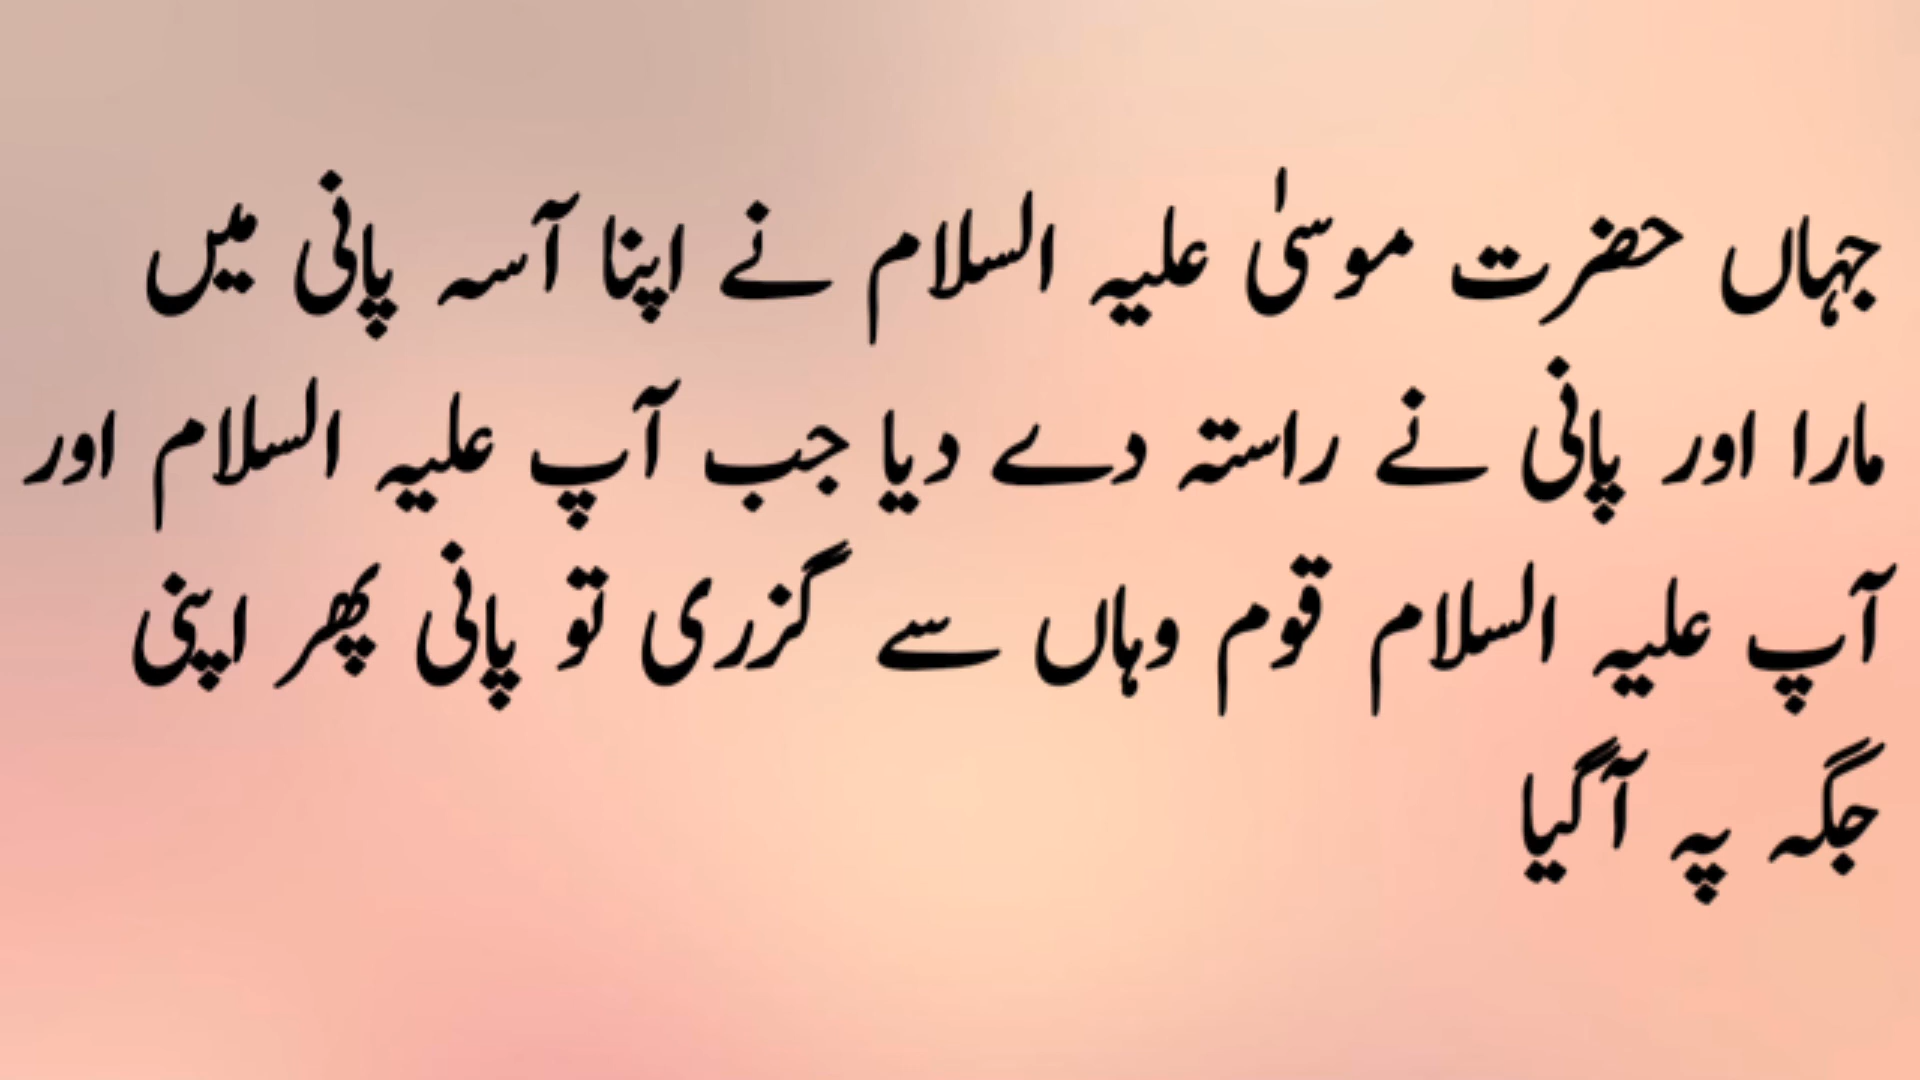 جہاں حضرت موسیٰ علیہ السلام نے اپنا آسہ پانی میں
مارا اور پانی نے راستہ دے دیا جب آپ علیہ السلام اور
آپ علیہ السلام قوم وہاں سے گزری تو پانی پھر اپنی
جگہ پہ آگیا